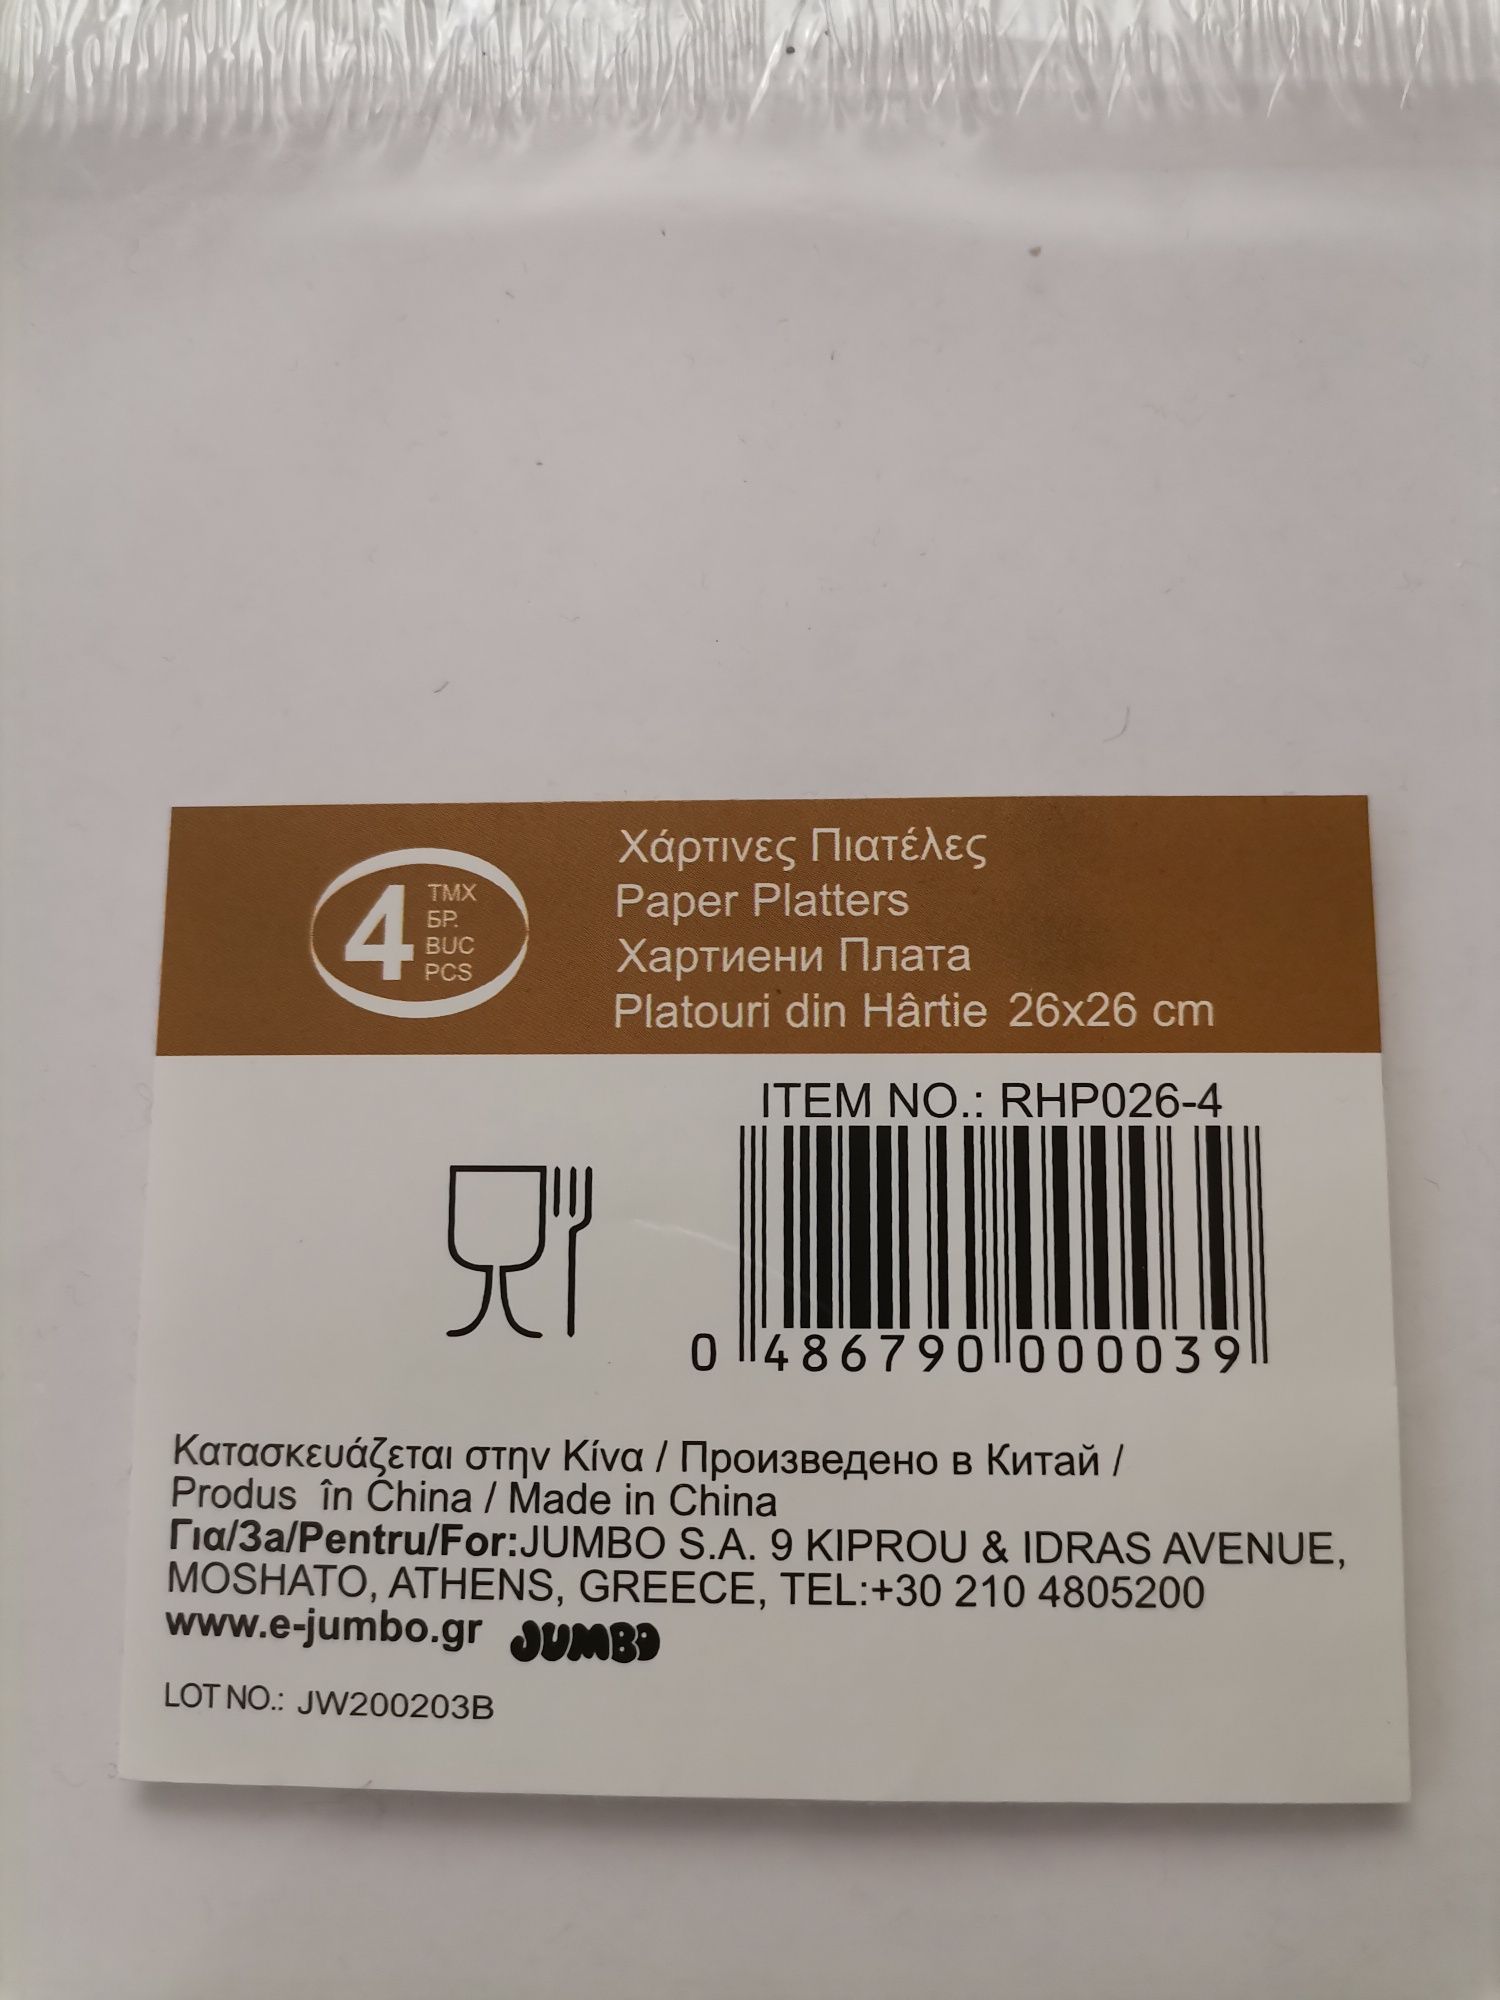 4 ΤΜΧ
БР.
BUC
PCS
Χάρτινες Πιατέλες
Paper Platters
Хартиени Плата
Platouri din Hârtie 26x26 cm
ITEM NO.: RHP026-4
0 486790 000039
Κατασκευάζεται στην Κίνα / Произведено в Китай /
Produs în China / Made in China
Για/За/Pentru/For:JUMBO S.A. 9 KIPROU & IDRAS AVENUE,
MOSHATO, ATHENS, GREECE, TEL:+30 210 4805200
www.e-jumbo.gr JUMBO
LOT NO.: JW200203B